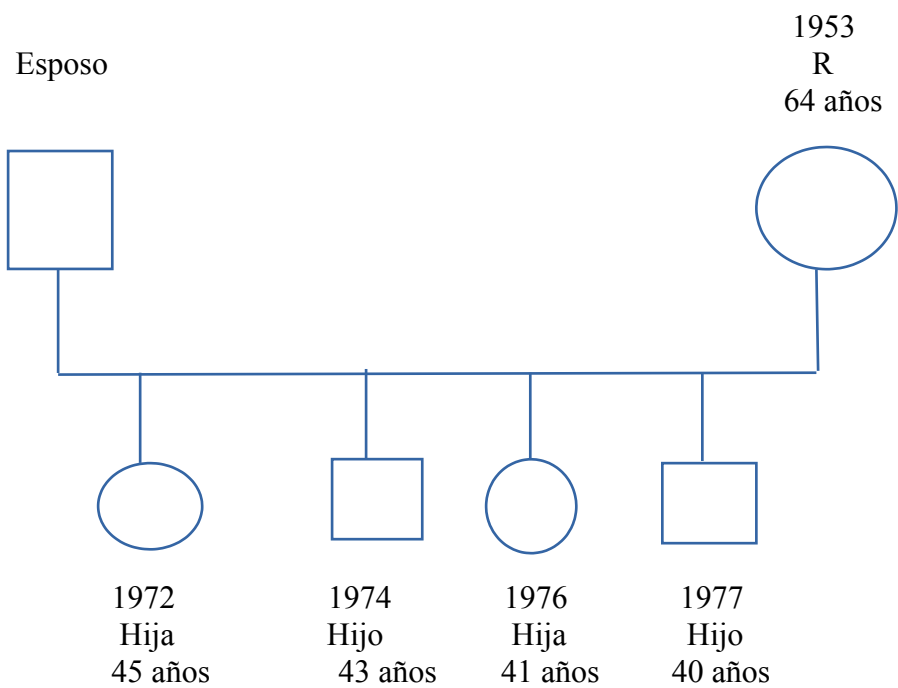 Esposo
1953
R
64 años
1972
Hija
45 años
1974
Hijo
43 años
1976
Hija
41 años
1977
Hijo
40 años